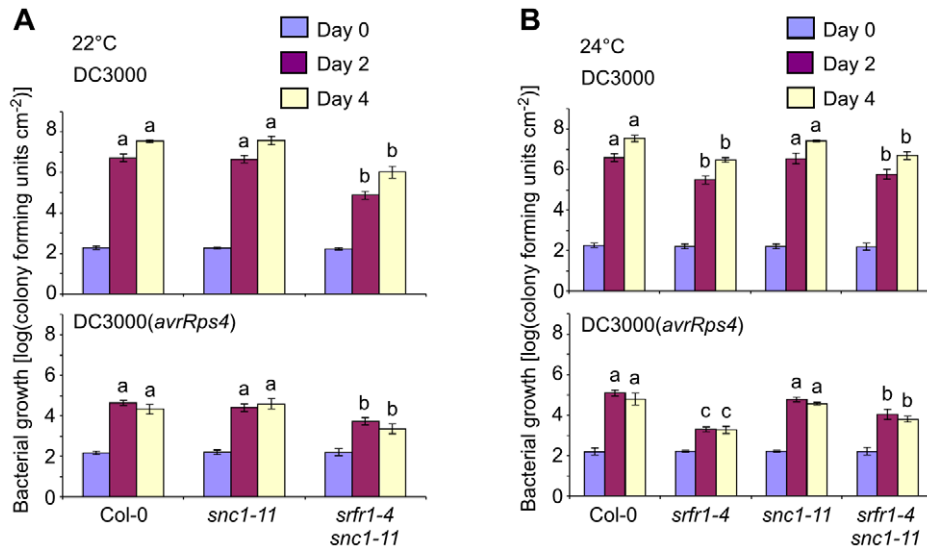 A
22°C
DC3000
Day 0
Day 2
Day 4
Bacterial growth [log(colony forming units cm⁻²)]
8
6
4
2
0
a a
a a
b b
DC3000(avrRps4)
6
4
2
0
a a
a a
b b
Col-0
snc1-11
srfr1-4
snc1-11
B
24°C
DC3000
Day 0
Day 2
Day 4
Bacterial growth [log(colony forming units cm⁻²)]
8
6
4
2
0
a a
b b
a a
b b
DC3000(avrRps4)
8
6
4
2
0
a a
c c
a a
b b
Col-0
srfr1-4
snc1-11
srfr1-4
snc1-11